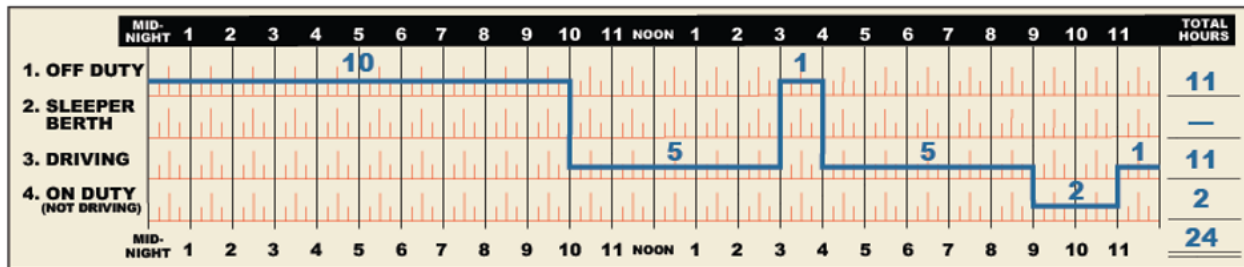 MID-NIGHT 1 2 3 4 5 6 7 8 9 10 11 NOON 1 2 3 4 5 6 7 8 9 10 11 TOTAL HOURS
1. OFF DUTY 10 1 11
2. SLEEPER BERTH —
3. DRIVING 5 5 1 11
4. ON DUTY (NOT DRIVING) 2 2
MID-NIGHT 1 2 3 4 5 6 7 8 9 10 11 NOON 1 2 3 4 5 6 7 8 9 10 11 24